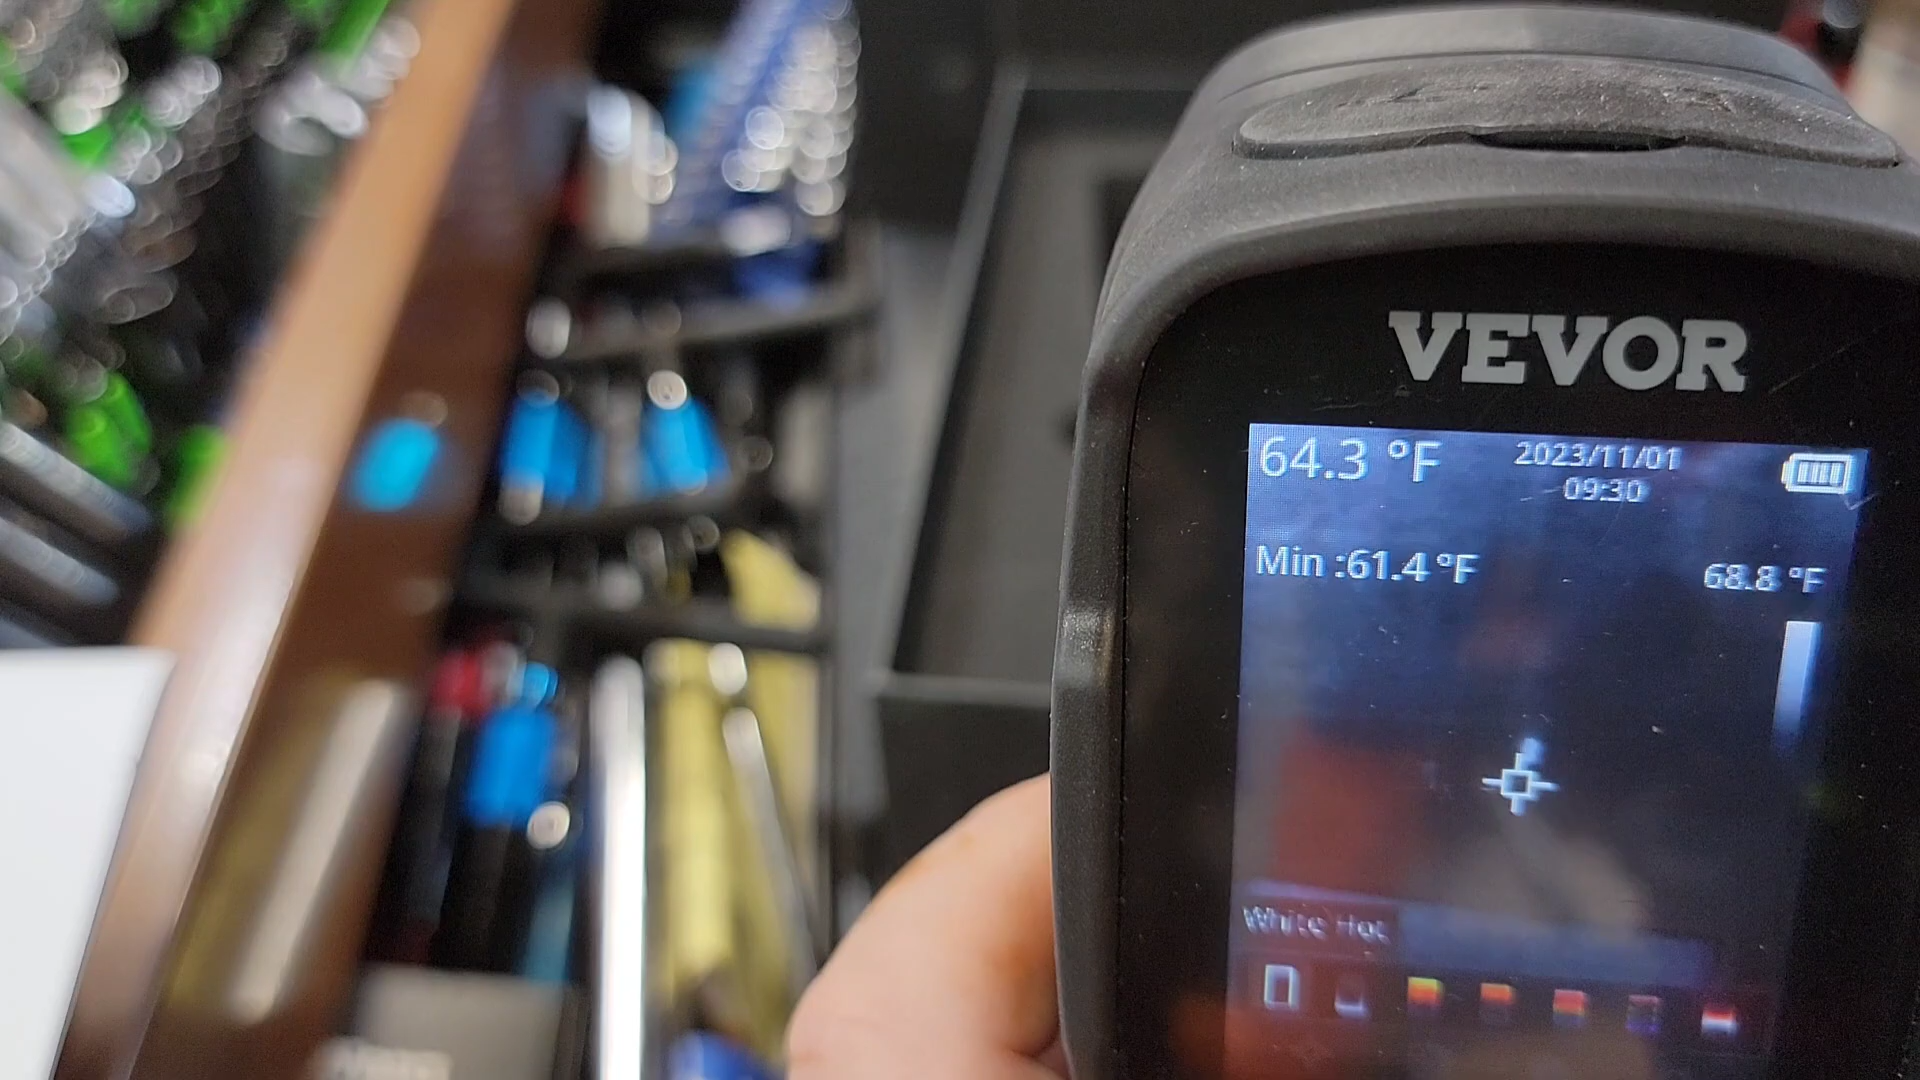 VEVOR
64.3 °F
2023/11/01
09:30
Min :61.4 °F
68.8 °F
White Hot